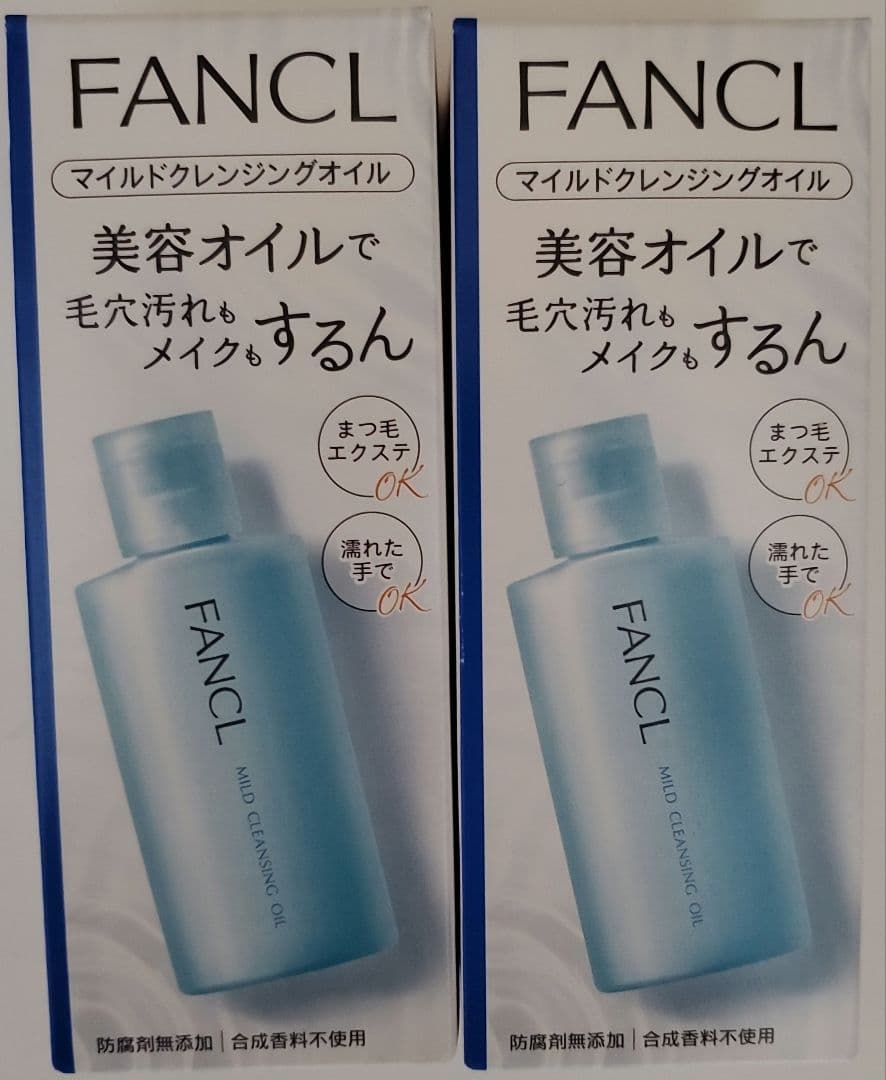 FANCL
マイルドクレンジングオイル
美容オイルで
毛穴汚れも
メイクもするん
まつ毛
エクステ
OK
濡れた
手で
OK
FANCL
MILD CLEANSING OIL
防腐剤無添加|合成香料不使用
FANCL
マイルドクレンジングオイル
美容オイルで
毛穴汚れも
メイクもするん
まつ毛
エクステ
OK
濡れた
手で
OK
FANCL
MILD CLEANSING OIL
防腐剤無添加|合成香料不使用